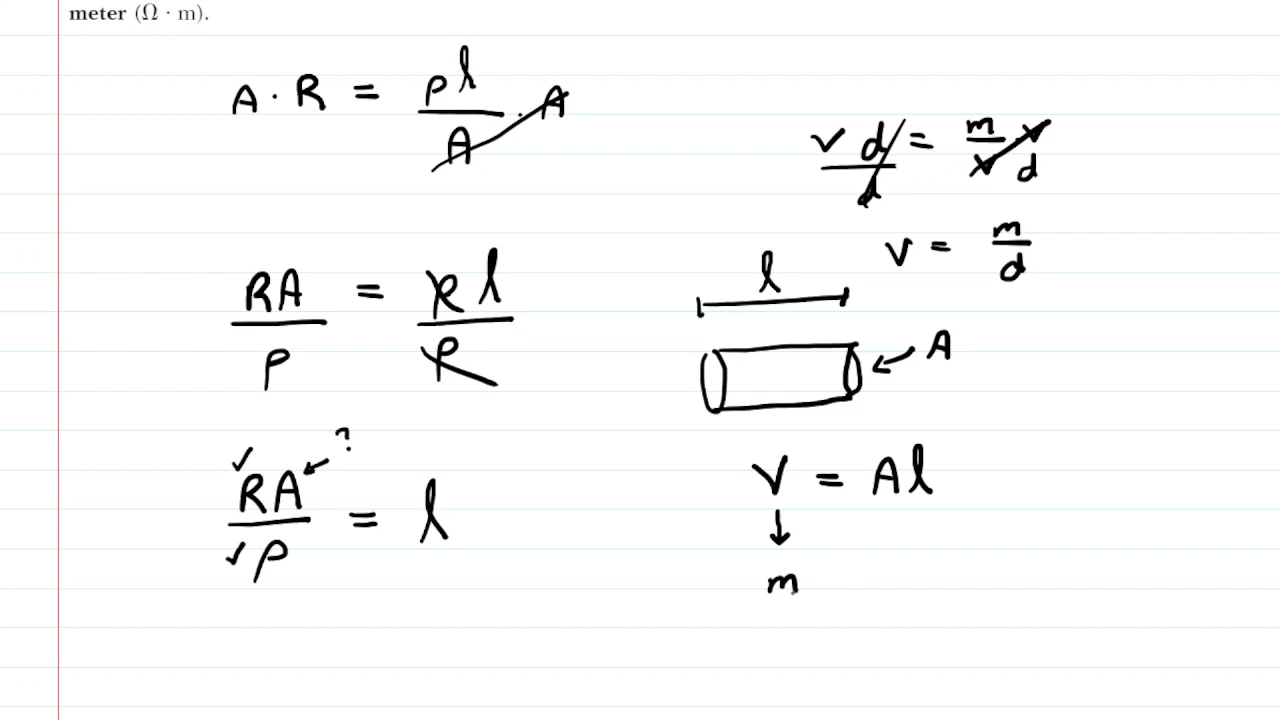 meter (Ω · m).
A · R = ρl / A · A
v d / d = m / v v / d
v = m / d
RA / ρ = ρl / ρ
l
A
?
RA / ρ = l
V = Al
m